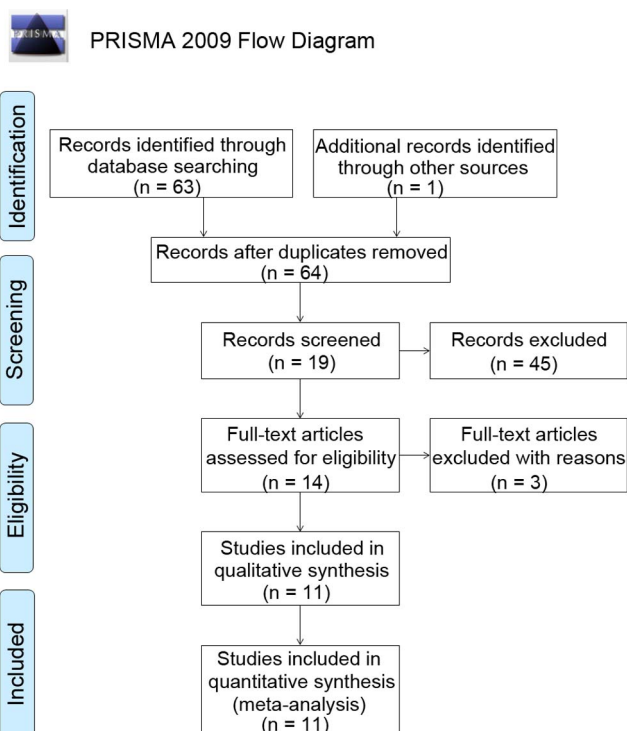 PRISMA
PRISMA 2009 Flow Diagram
Identification
Records identified through
database searching
(n = 63)
Additional records identified
through other sources
(n = 1)
Records after duplicates removed
(n = 64)
Screening
Records screened
(n = 19)
Records excluded
(n = 45)
Eligibility
Full-text articles
assessed for eligibility
(n = 14)
Full-text articles
excluded with reasons
(n = 3)
Studies included in
qualitative synthesis
(n = 11)
Included
Studies included in
quantitative synthesis
(meta-analysis)
(n = 11)